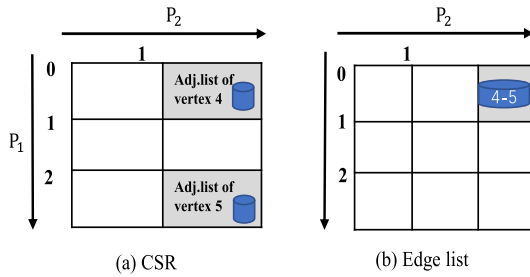 P₂
1
0
Adj.list of
vertex 4
1
P₁
2
Adj.list of
vertex 5
(a) CSR
P₂
1
0
4-5
1
2
(b) Edge list